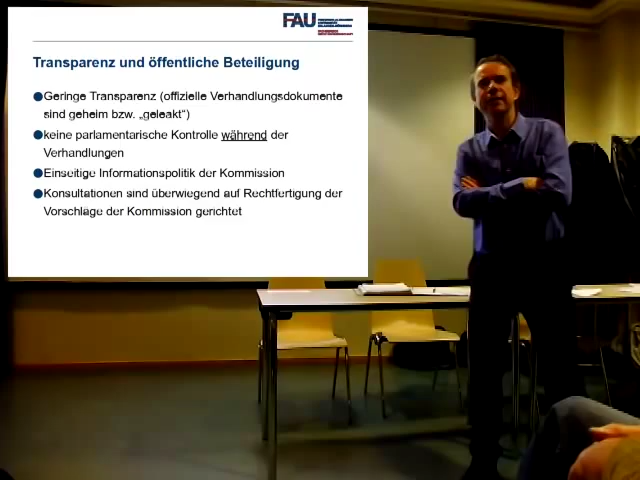 FAU
Transparenz und öffentliche Beteiligung
Geringe Transparenz (offizielle Verhandlungsdokumente
sind geheim bzw. „geleakt“)
keine parlamentarische Kontrolle während der
Verhandlungen
Einseitige Informationspolitik der Kommission
Konsultationen sind überwiegend auf Rechtfertigung der
Vorschläge der Kommission gerichtet